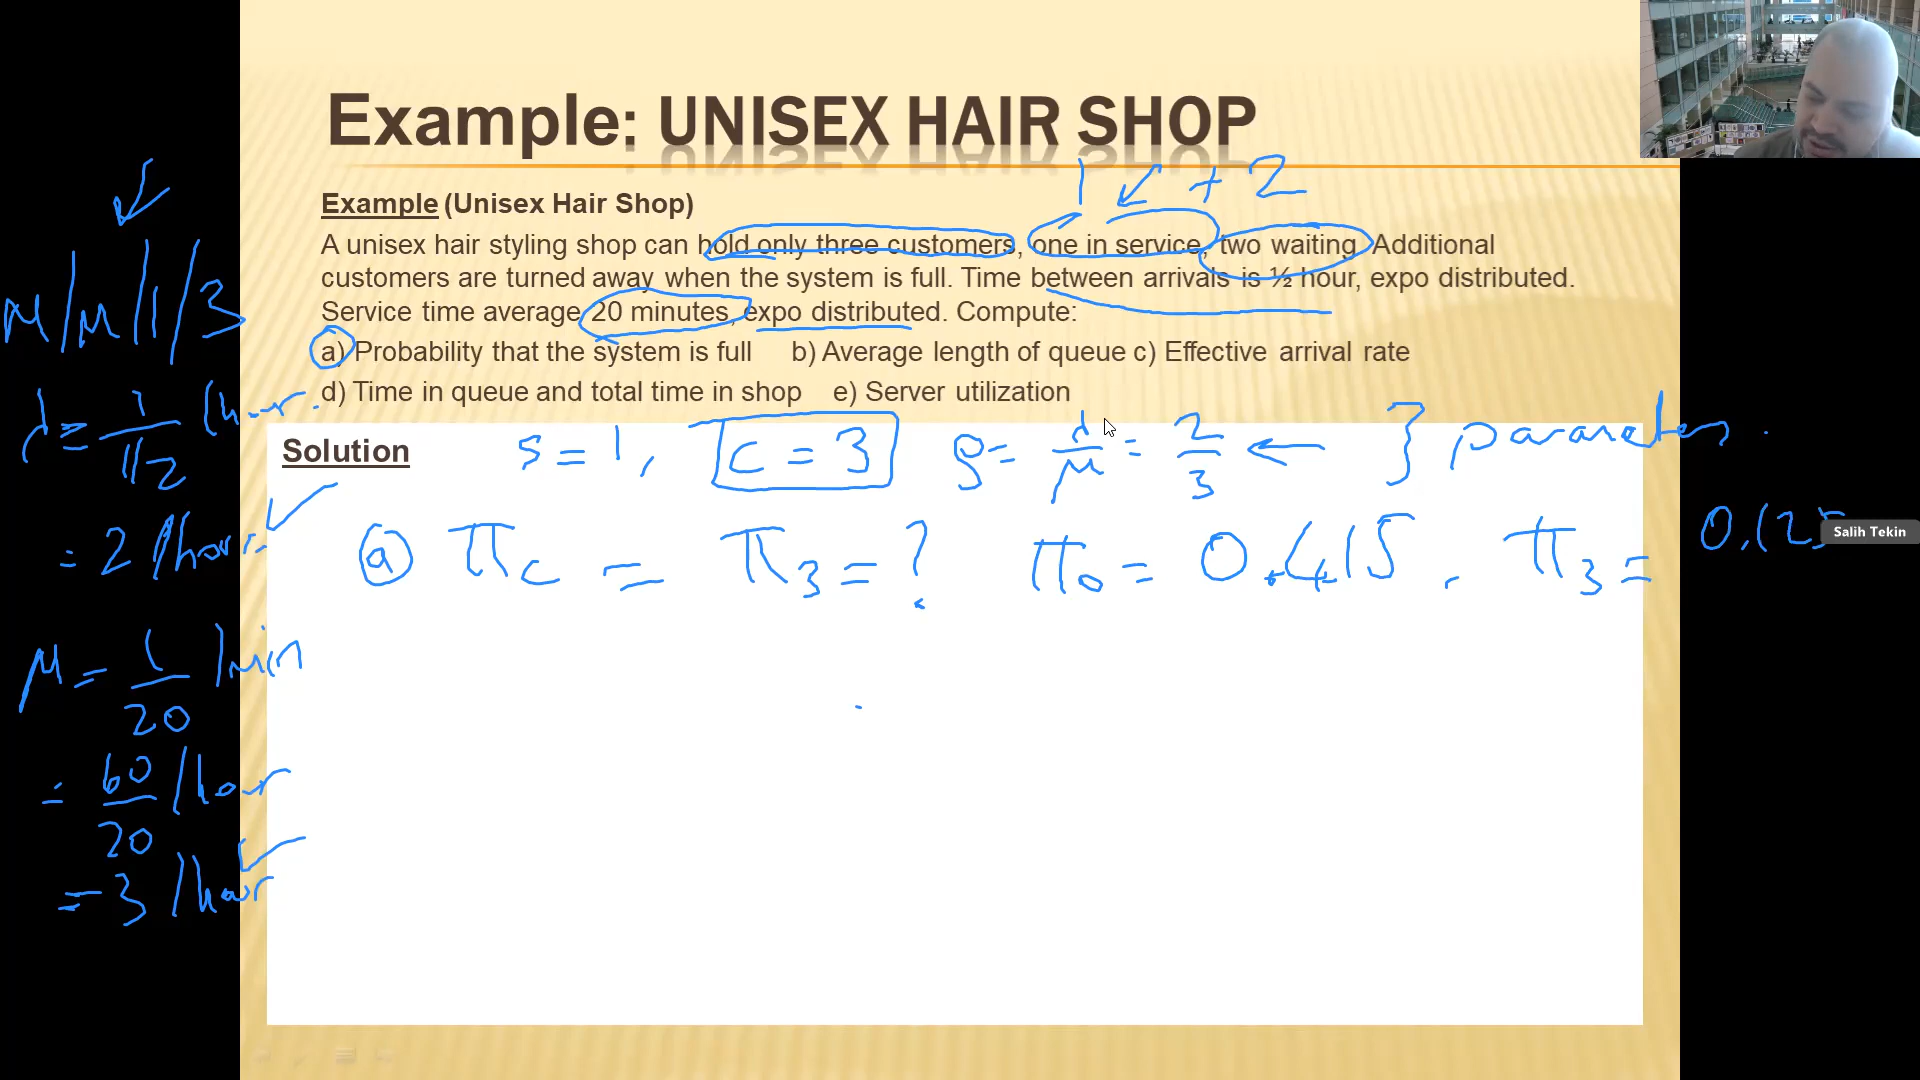 Example: UNISEX HAIR SHOP
1 + 2
Example (Unisex Hair Shop)
A unisex hair styling shop can hold only three customers, one in service, two waiting. Additional
customers are turned away when the system is full. Time between arrivals is ½ hour, expo distributed.
Service time average 20 minutes, expo distributed. Compute:
a) Probability that the system is full b) Average length of queue c) Effective arrival rate
d) Time in queue and total time in shop e) Server utilization
M/M/1/3
λ = 1/1/2 /hour.
= 2 /hour.
μ = 1/20 /min
= 60/20 /hour
= 3 /hour
Solution s = 1, c = 3 ρ = λ/μ = 2/3 ← } parameters.
a π_c = π_3 = ? π_0 = 0.415. π_3 =
Salih Tekin